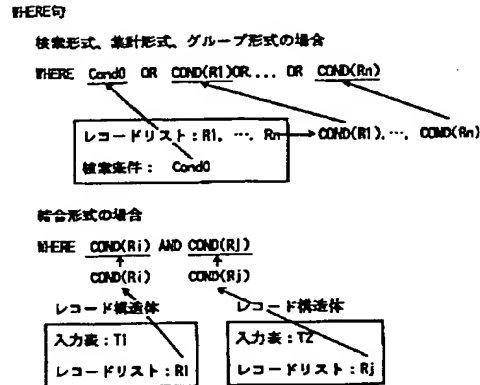 WHERE句
検索形式、集計形式、グループ形式の場合
WHERE Cond0 OR COND(R1)OR.... OR COND(Rn)
レコードリスト:R1, …, Rn COND(R1),…, COND(Rn)
検索条件: Cond0
結合形式の場合
WHERE COND(Ri) AND COND(Rj)
COND(Ri) COND(Rj)
レコード構造体 レコード構造体
入力表:T1 入力表:T2
レコードリスト:Ri レコードリスト:Rj